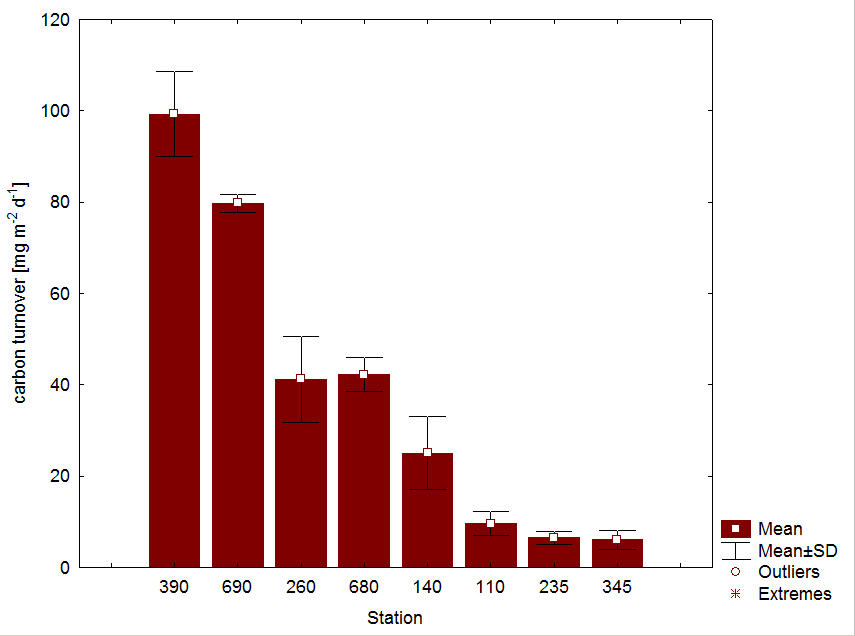 120
100
80
60
40
20
0
carbon turnover [mg m⁻² d⁻¹]
390 690 260 680 140 110 235 345
Station
Mean
Mean±SD
Outliers
Extremes